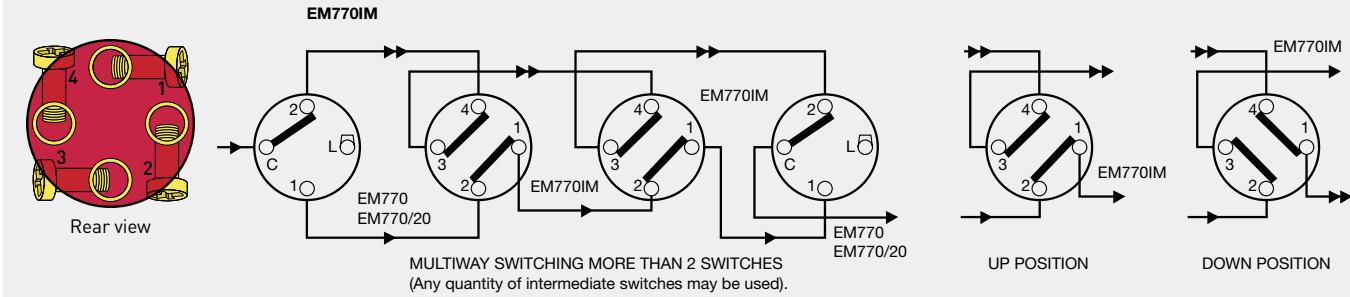 EM770IM
4
1
3
2
Rear view
2
C
L
1
EM770
EM770/20
4
1
3
2
EM770IM
4
1
3
2
EM770IM
2
C
L
1
EM770
EM770/20
MULTIWAY SWITCHING MORE THAN 2 SWITCHES
(Any quantity of intermediate switches may be used).
4
1
3
2
EM770IM
UP POSITION
EM770IM
4
1
3
2
DOWN POSITION